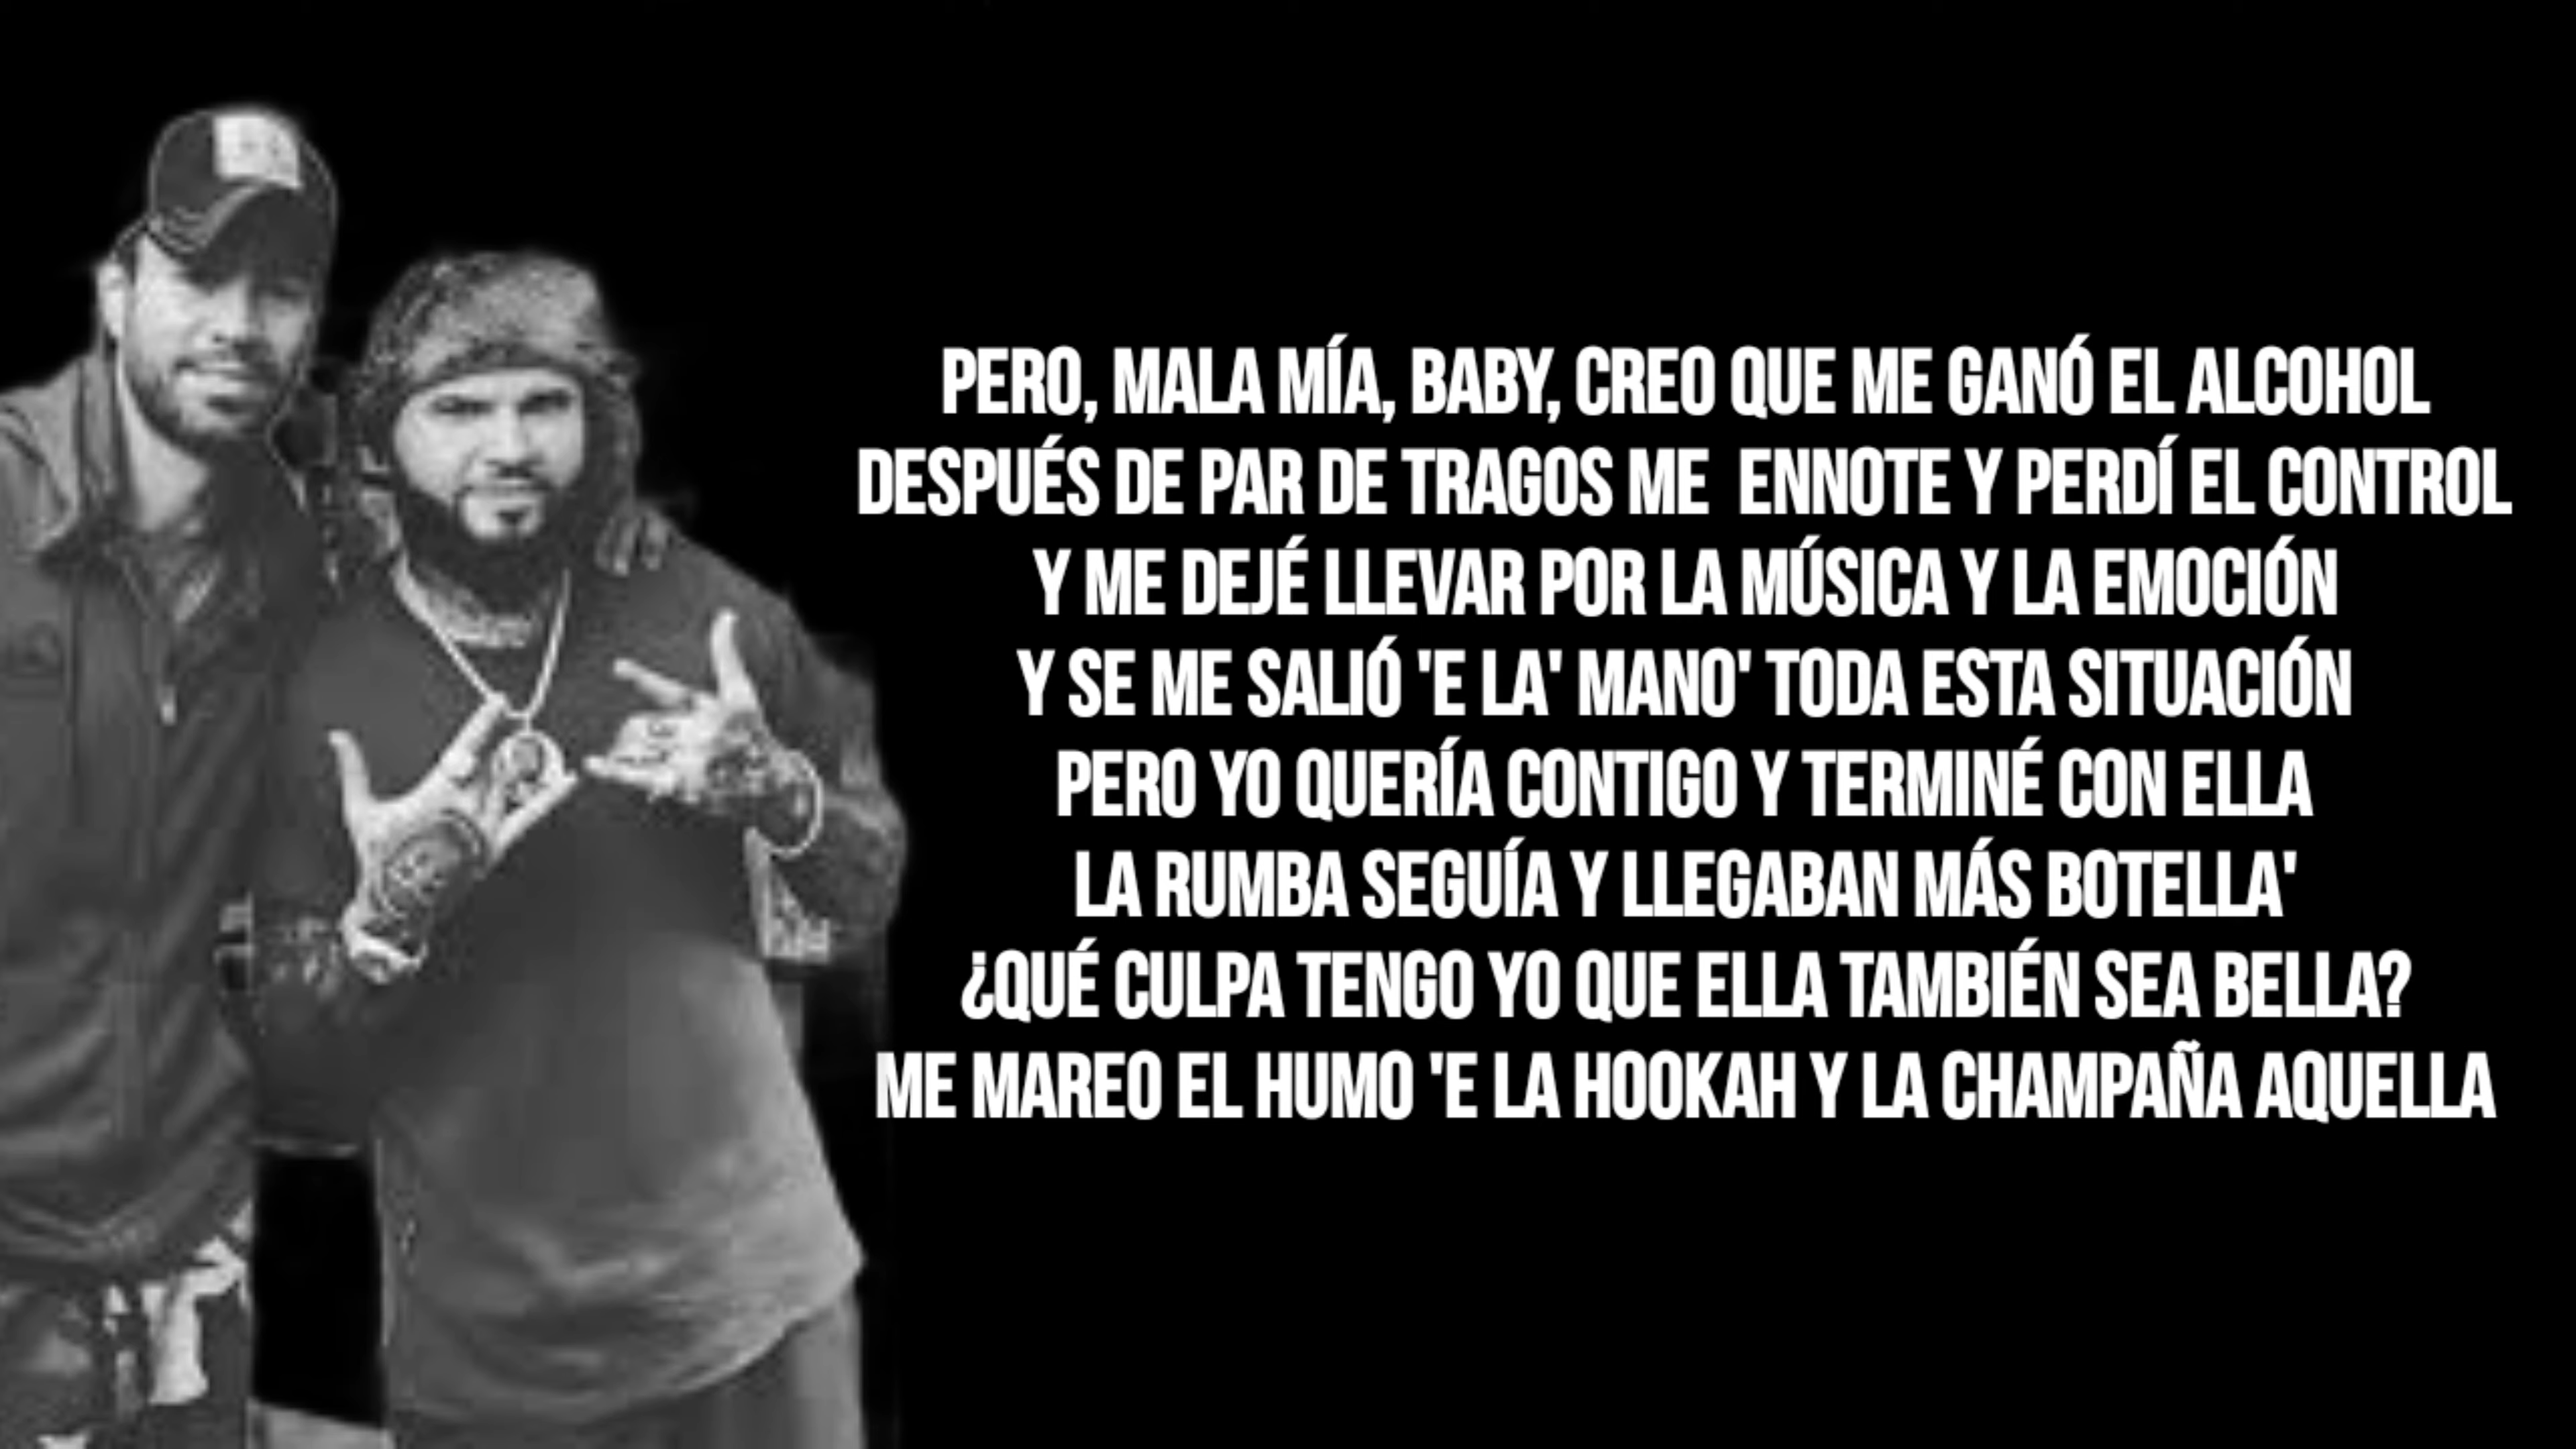 PERO, MALA MÍA, BABY, CREO QUE ME GANÓ EL ALCOHOL
DESPUÉS DE PAR DE TRAGOS ME ENNOTE Y PERDÍ EL CONTROL
Y ME DEJÉ LLEVAR POR LA MÚSICA Y LA EMOCIÓN
Y SE ME SALIÓ 'E LA' MANO' TODA ESTA SITUACIÓN
PERO YO QUERÍA CONTIGO Y TERMINÉ CON ELLA
LA RUMBA SEGUÍA Y LLEGABAN MÁS BOTELLA'
¿QUÉ CULPA TENGO YO QUE ELLA TAMBIÉN SEA BELLA?
ME MAREO EL HUMO 'E LA HOOKAH Y LA CHAMPAÑA AQUELLA